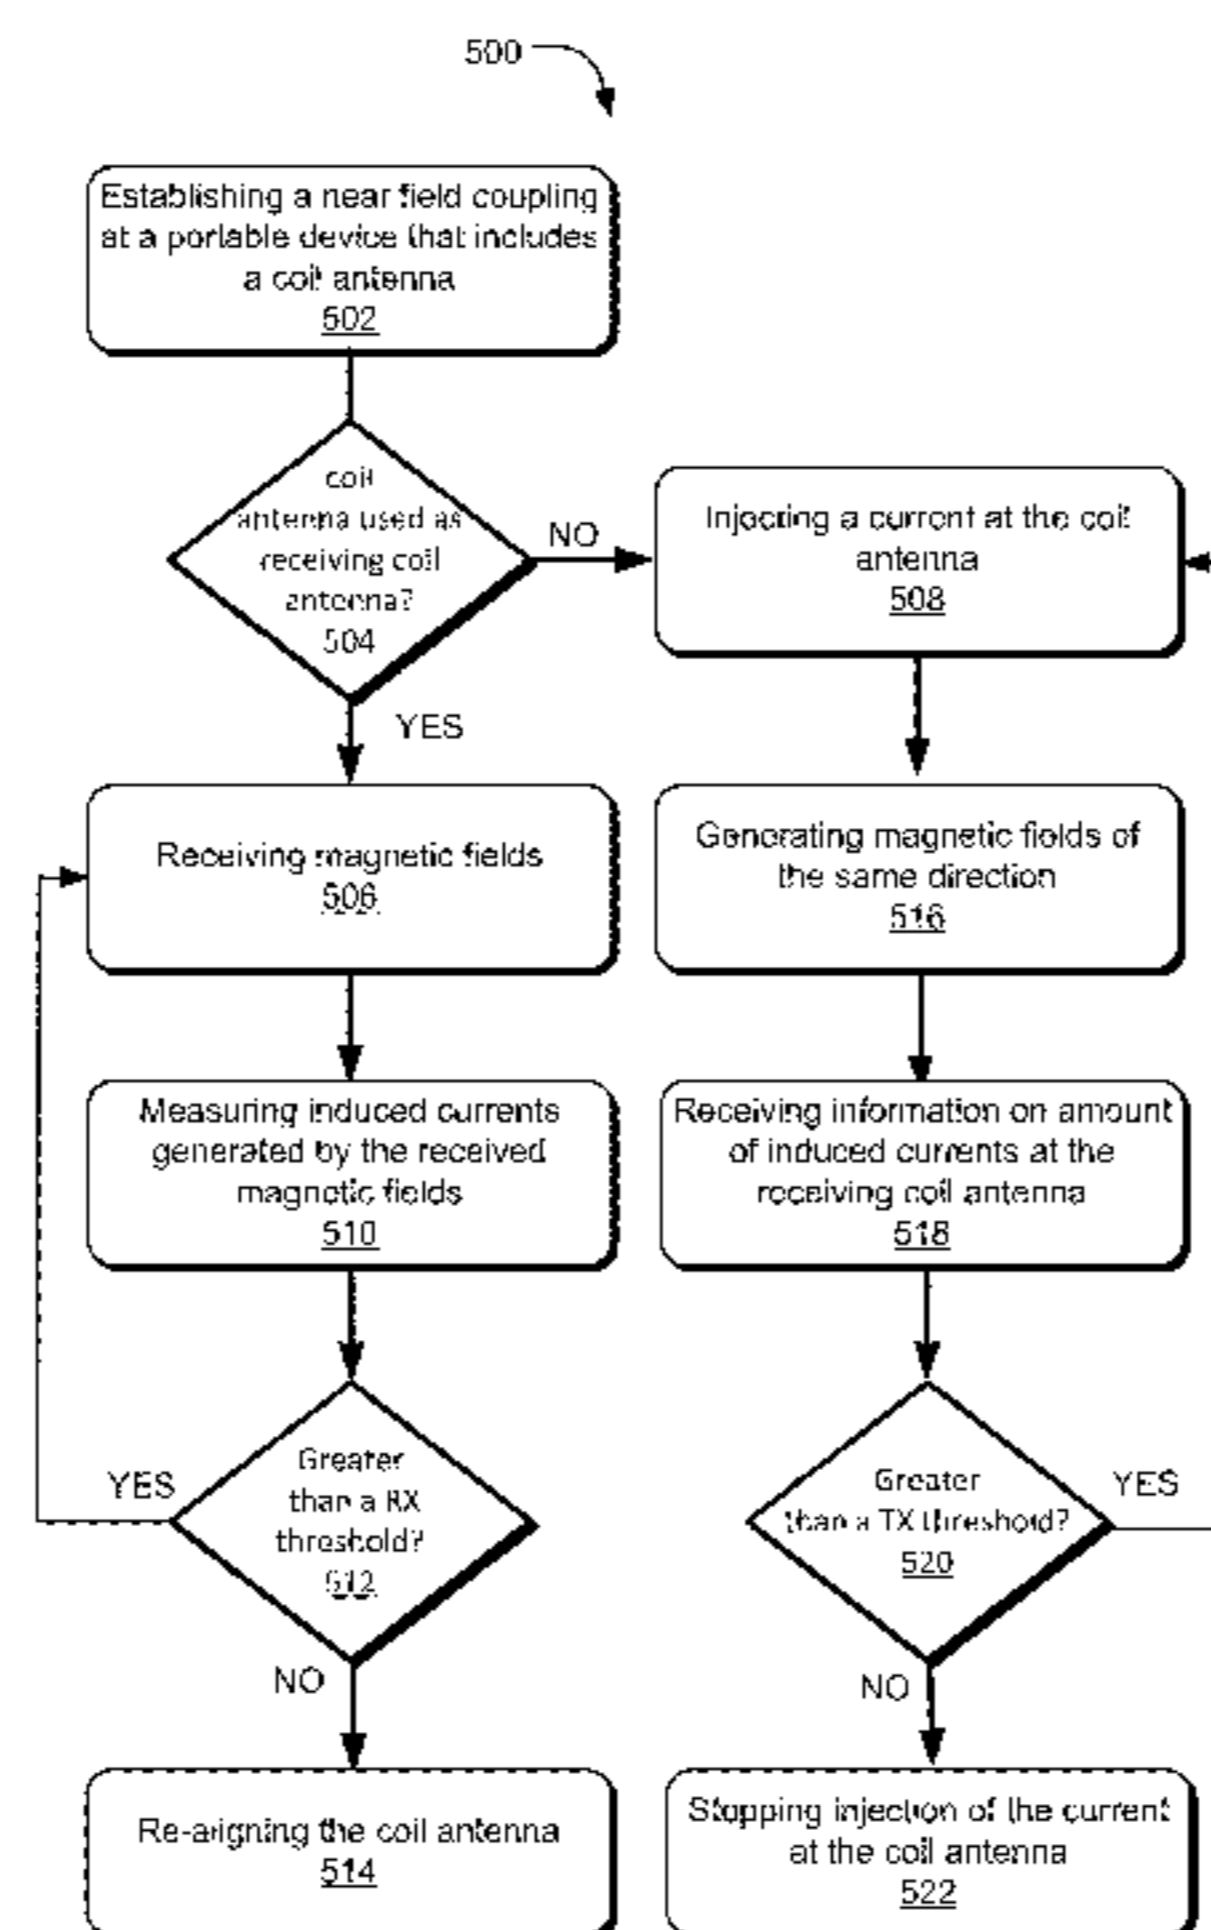 500
Establishing a near field coupling
at a portable device that includes
a coil antenna
502
coil
antenna used as
receiving coil
antenna?
504
NO
YES
Injecting a current at the coil
antenna
508
Receiving magnetic fields
506
Generating magnetic fields of
the same direction
516
Measuring induced currents
generated by the received
magnetic fields
510
Receiving information on amount
of induced currents at the
receiving coil antenna
518
Greater
than a RX
threshold?
512
YES
NO
Greater
than a TX threshold?
520
YES
NO
Re-aligning the coil antenna
514
Stopping injection of the current
at the coil antenna
522